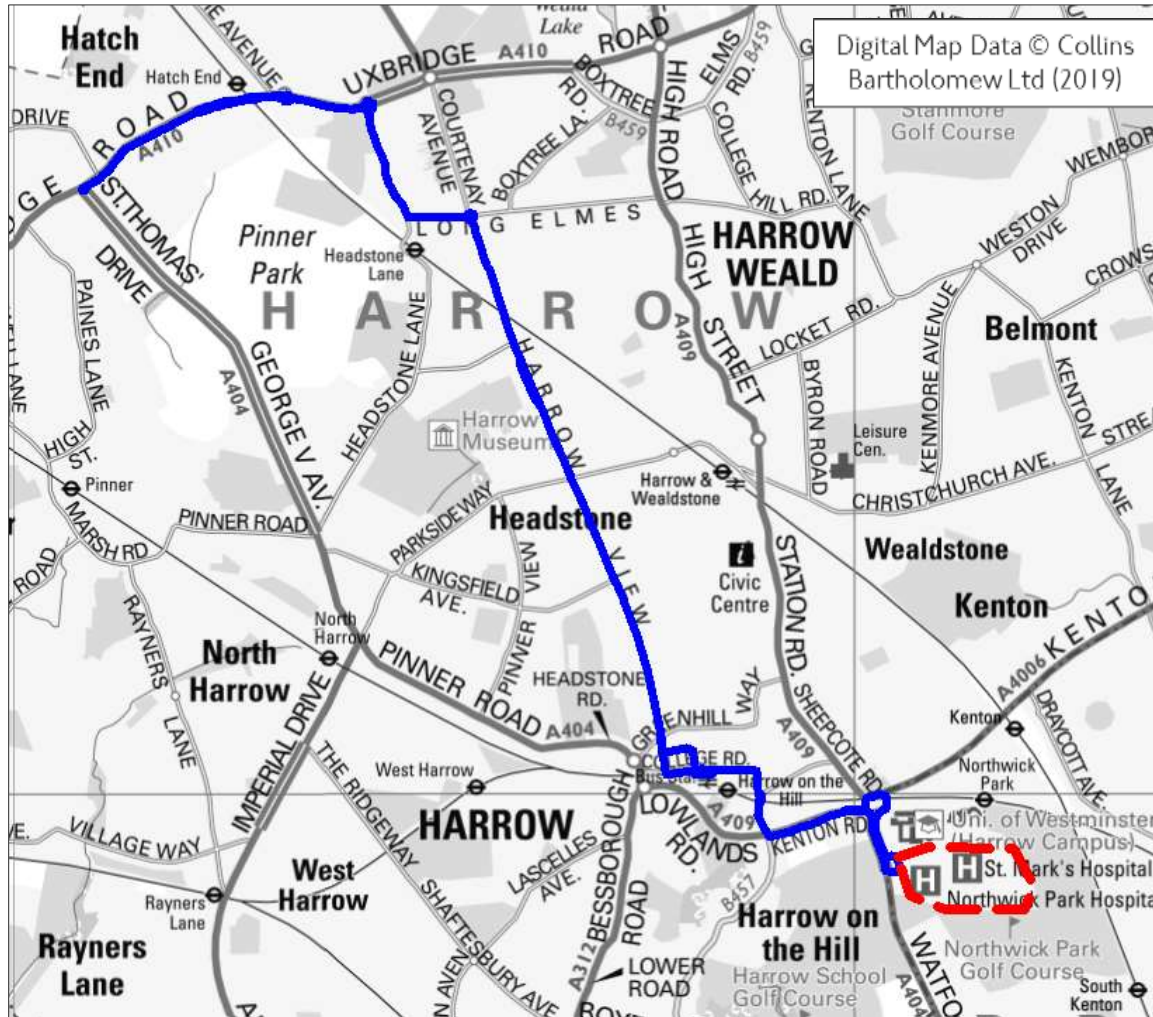 Digital Map Data © Collins
Bartholomew Ltd (2019)
Hatch
End
Hatch End
THE AVENUE
UXBRIDGE
A410
ROAD
Weald
Lake
HIGH ROAD
ELMS
RD.
B459
BOXTREE
RD.
B459
COLLEGE
HILL RD.
KENTON LANE
Stanmore
Golf Course
DRIVE
ROAD
A410
COURTENAY
AVENUE
BOXTREE LA.
LONG ELMES
ST.THOMAS'
DRIVE
Pinner
Park
Headstone
Lane
HARROW
WEALD
WESTON
DRIVE
CROWS
PAINES LANE
HARROW
HIGH
STREET
A409
LOCKET RD.
KENMORE AVENUE
Belmont
KENTON
LANE
GEORGE V AV.
A404
HEADSTONE LANE
HARROW
VIEW
BYRON ROAD
Harrow
Museum
Leisure
Cen.
HIGH
ST.
Pinner
Harrow &
Wealdstone
CHRISTCHURCH AVE.
MARSH RD
PINNER ROAD
PARKSIDE WAY
Headstone
ROAD
KINGSFIELD
AVE.
PINNER
VIEW
Civic
Centre
STATION RD.
Wealdstone
Kenton
RAYNERS
LANE
North
Harrow
North
Harrow
PINNER ROAD
A404
HEADSTONE
RD.
GREENHILL
WAY
SHEEPCOTE RD.
A409
A4006
Kenton
DRAYCOTT AVE.
IMPERIAL DRIVE
THE RIDGEWAY
West Harrow
COLLEGE RD.
Bus Sta.
Harrow on the
Hill
Northwick
Park
HARROW
BESSBOROUGH
ROAD
LOWLANDS
RD.
A409
KENTON RD.
Uni. of Westminster
(Harrow Campus)
VILLAGE WAY
West
Harrow
LASCELLES
AVE.
B457
H
H
St. Mark's Hospital
Northwick Park
Rayners
Lane
SHAFTESBURY AVE.
Harrow on
the Hill
Northwick Park
Golf Course
Rayners
Lane
A312
LOWER
ROAD
Harrow School
Golf Course
A404
South
Kenton